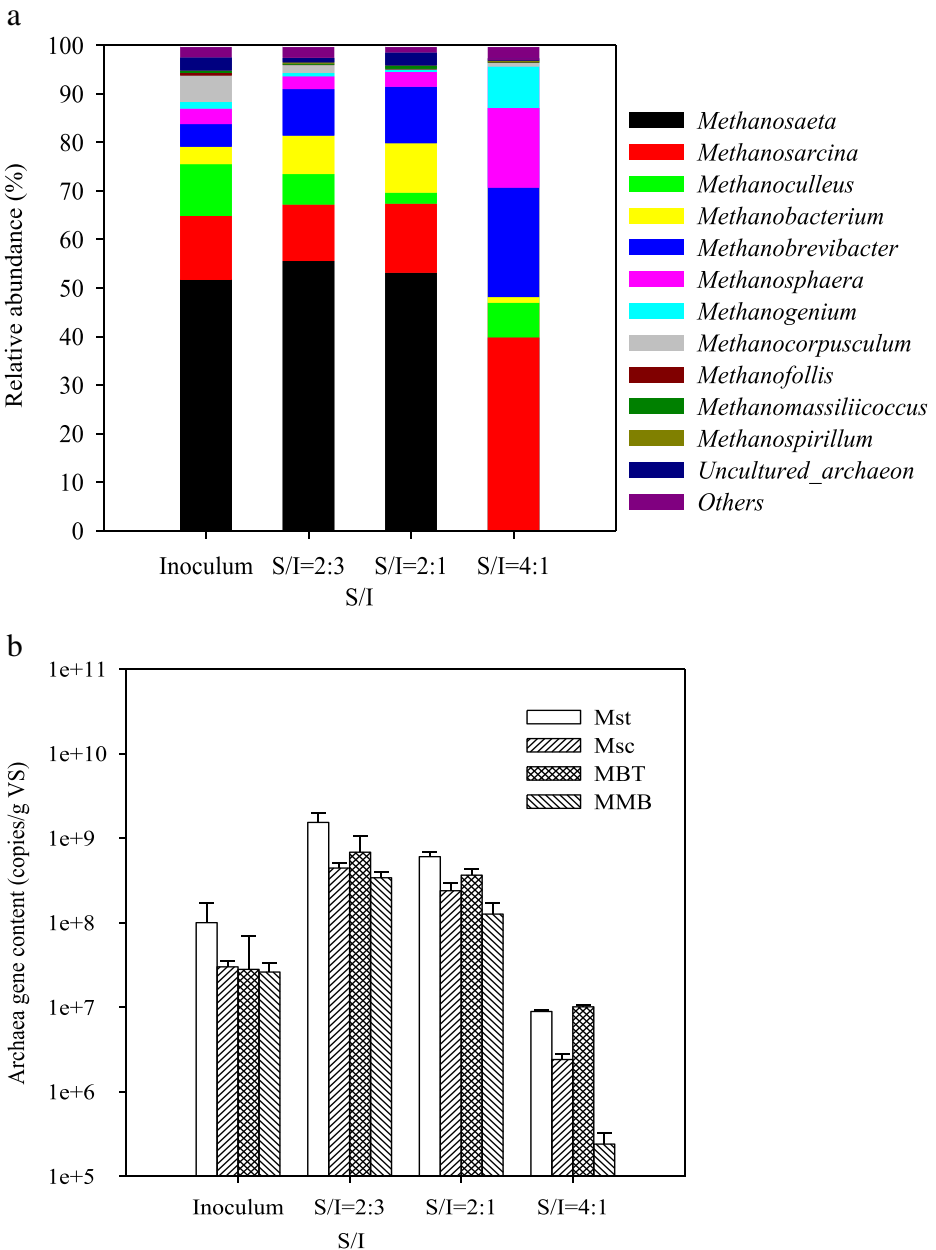 a
Relative abundance (%)
100
90
80
70
60
50
40
30
20
10
0
Inoculum S/I=2:3 S/I=2:1 S/I=4:1
S/I
Methanosaeta
Methanosarcina
Methanoculleus
Methanobacterium
Methanobrevibacter
Methanosphaera
Methanogenium
Methanocorpusculum
Methanofollis
Methanomassiliicoccus
Methanospirillum
Uncultured_archaeon
Others
b
Archaea gene content (copies/g VS)
1e+11
1e+10
1e+9
1e+8
1e+7
1e+6
1e+5
Mst
Msc
MBT
MMB
Inoculum S/I=2:3 S/I=2:1 S/I=4:1
S/I